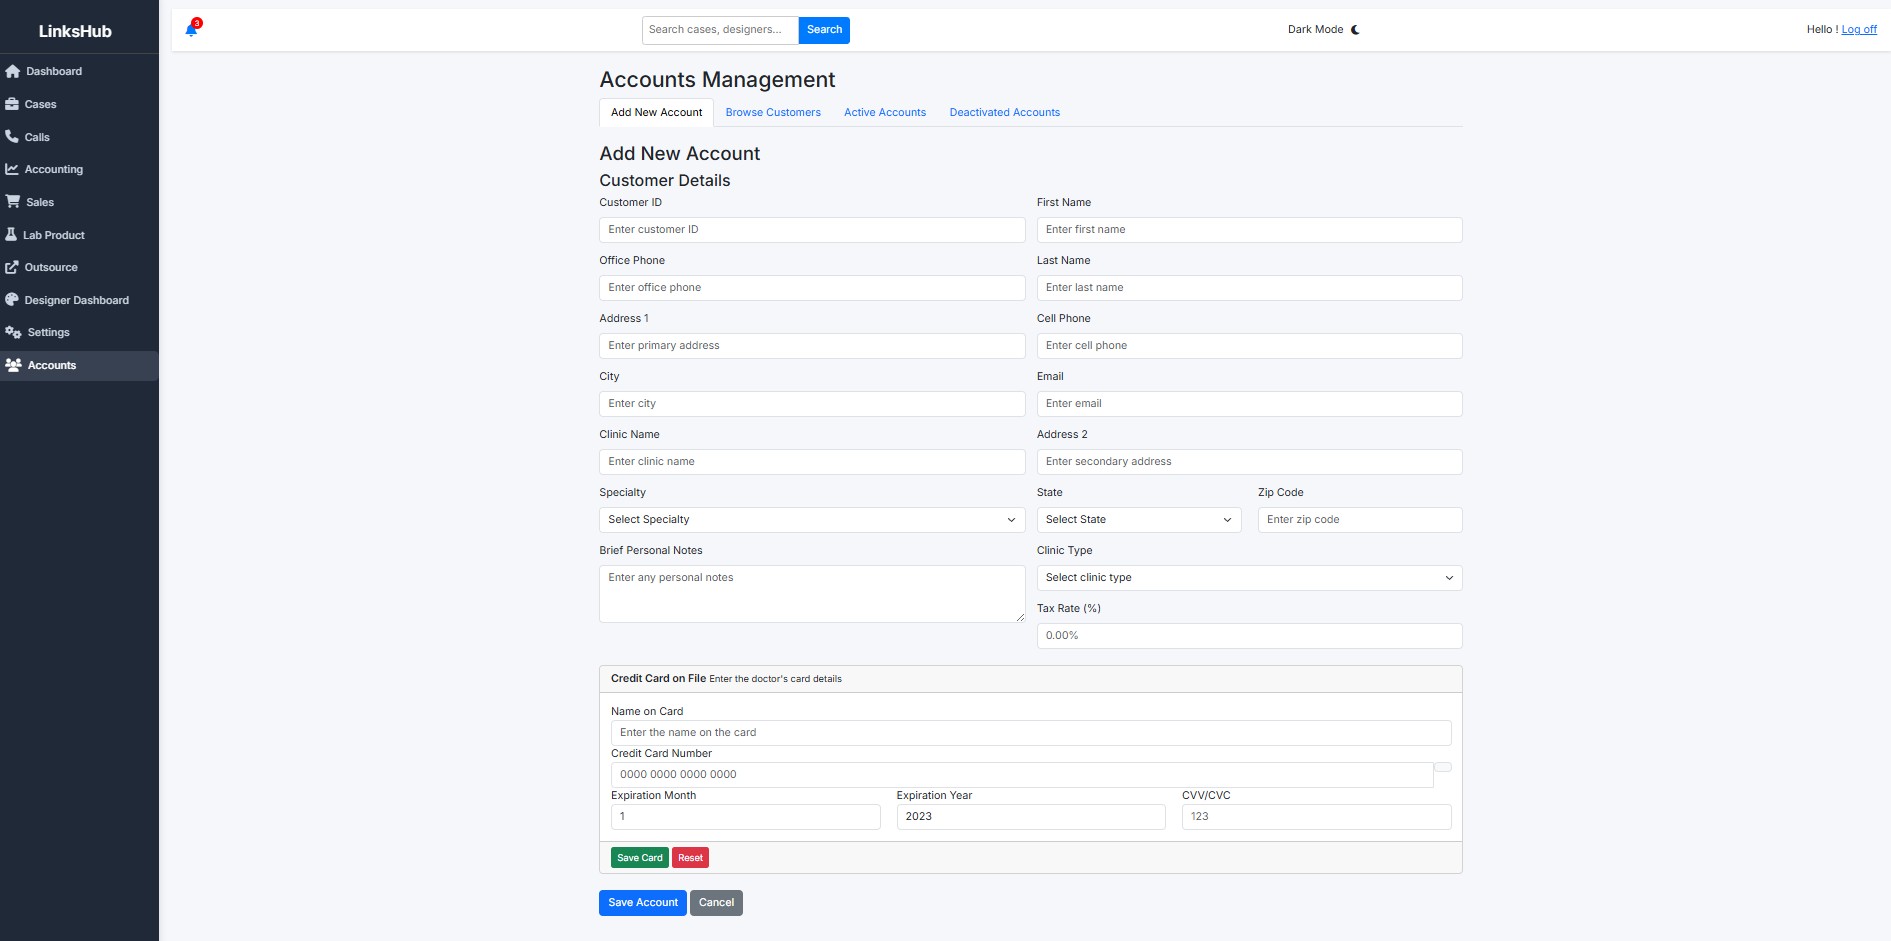 LinksHub
Dashboard
Cases
Calls
Accounting
Sales
Lab Product
Outsource
Designer Dashboard
Settings
Accounts
3
Search cases, designers...
Search
Dark Mode
Hello ! Log off
Accounts Management
Add New Account Browse Customers Active Accounts Deactivated Accounts
Add New Account
Customer Details
Customer ID
Enter customer ID
First Name
Enter first name
Office Phone
Enter office phone
Last Name
Enter last name
Address 1
Enter primary address
Cell Phone
Enter cell phone
City
Enter city
Email
Enter email
Clinic Name
Enter clinic name
Address 2
Enter secondary address
Specialty
Select Specialty
State
Select State
Zip Code
Enter zip code
Brief Personal Notes
Enter any personal notes
Clinic Type
Select clinic type
Tax Rate (%)
0.00%
Credit Card on File Enter the doctor's card details
Name on Card
Enter the name on the card
Credit Card Number
0000 0000 0000 0000
Expiration Month
1
Expiration Year
2023
CVV/CVC
123
Save Card
Reset
Save Account
Cancel